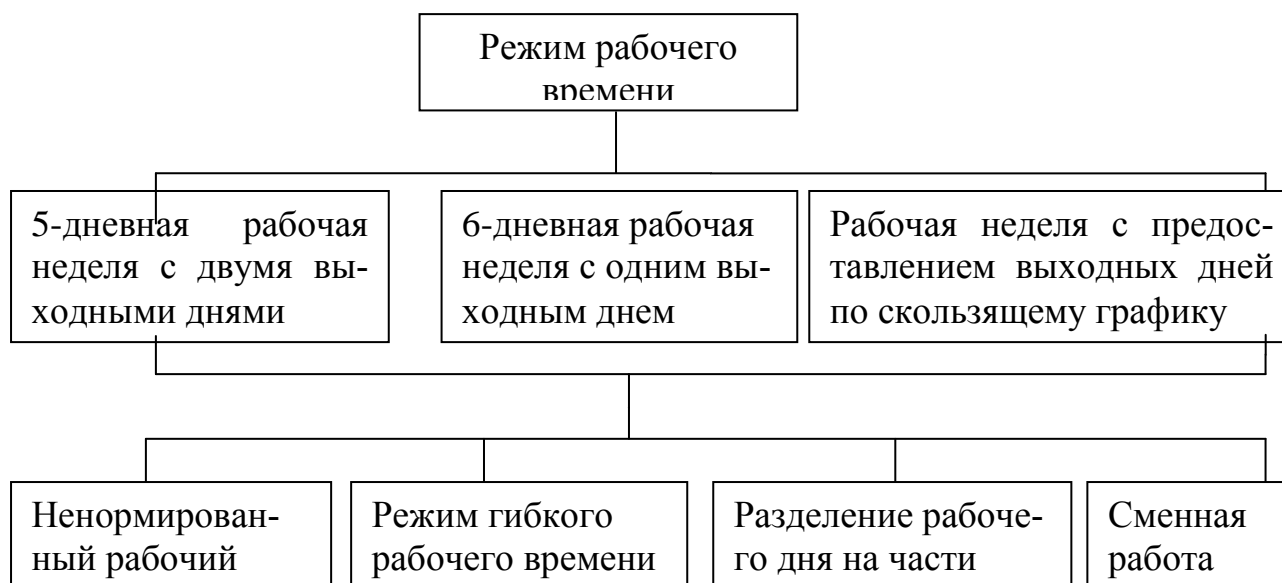 Режим рабочего
времени
5-дневная рабочая
неделя с двумя вы-
ходными днями
6-дневная рабочая
неделя с одним вы-
ходным днем
Рабочая неделя с предос-
тавлением выходных дней
по скользящему графику
Ненормирован-
ный рабочий
Режим гибкого
рабочего времени
Разделение рабоче-
го дня на части
Сменная
работа